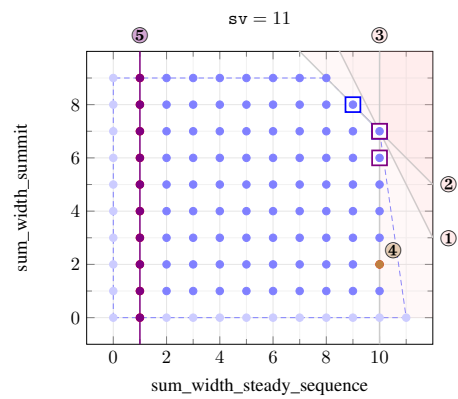 sv = 11
⑤
③
8
6
4
2
0
②
①
④
0 2 4 6 8 10
sum_width_summit
sum_width_steady_sequence